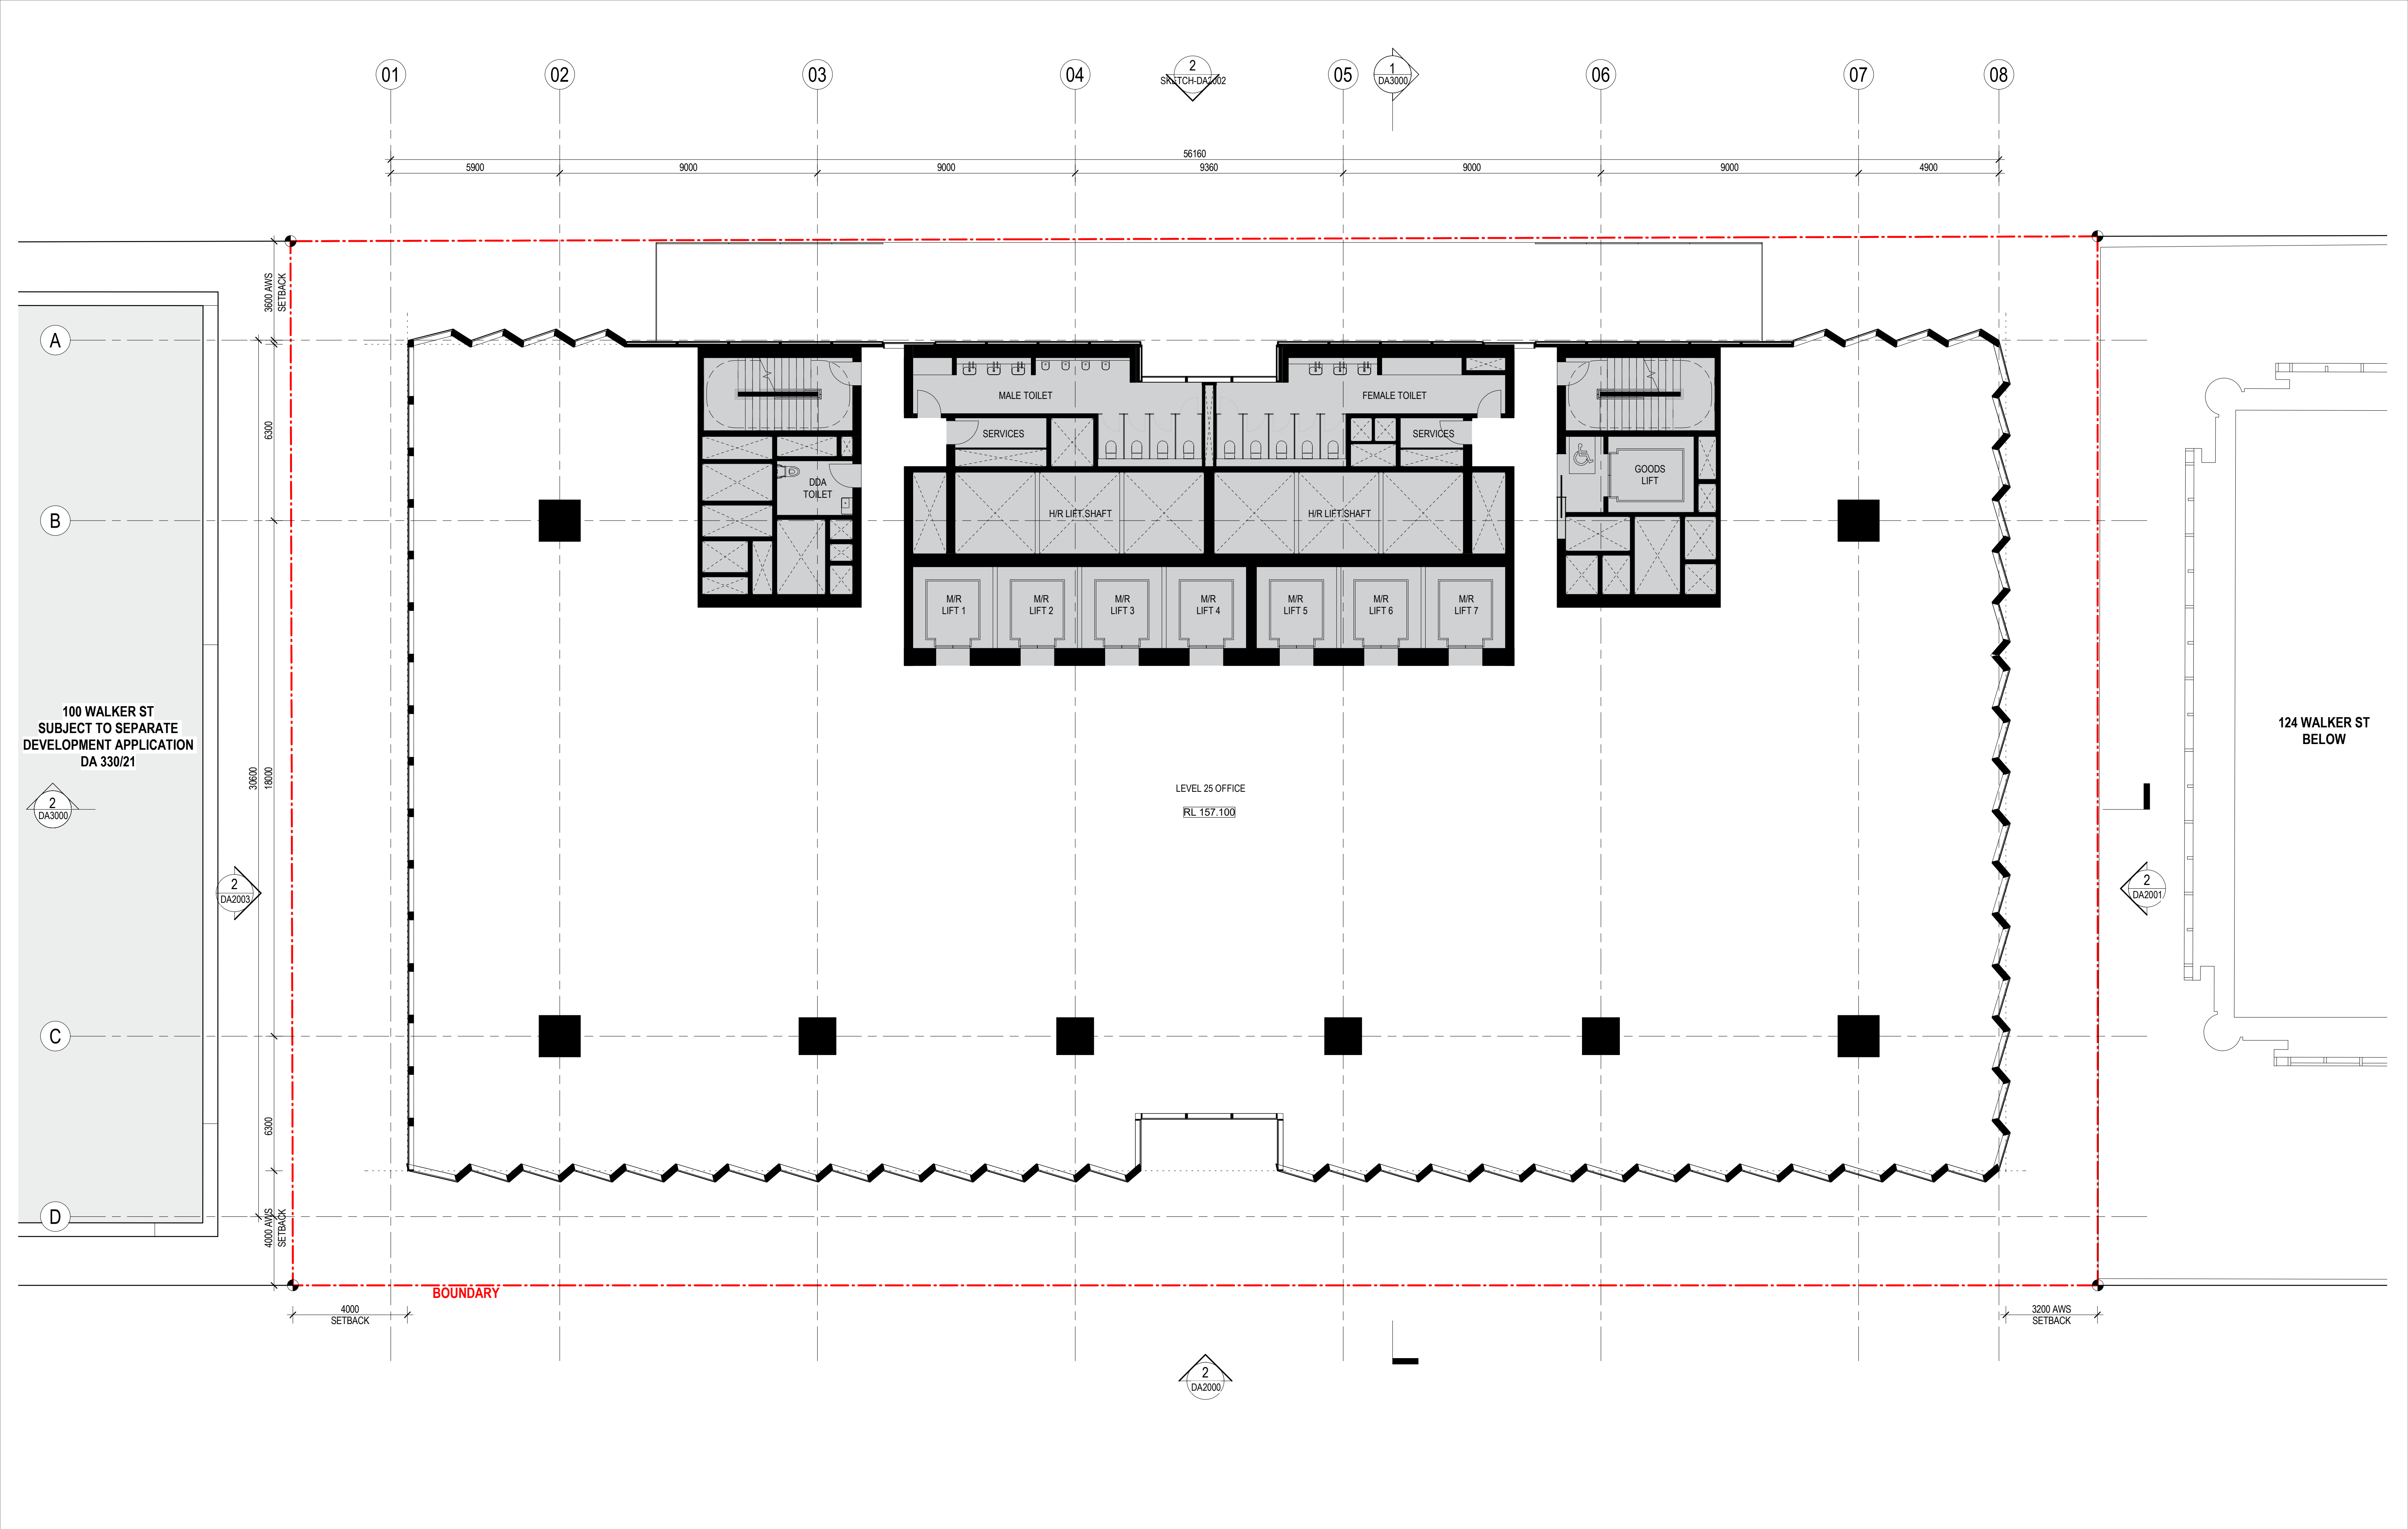 01
02
03
04
2
SKETCH-DA2002
05
1
DA3000
06
07
08
56160
5900
9000
9000
9360
9000
9000
4900
3600 AWS
SETBACK
A
MALE TOILET
FEMALE TOILET
6300
SERVICES
SERVICES
DDA
TOILET
GOODS
LIFT
B
H/R LIFT SHAFT
H/R LIFT SHAFT
M/R
LIFT 1
M/R
LIFT 2
M/R
LIFT 3
M/R
LIFT 4
M/R
LIFT 5
M/R
LIFT 6
M/R
LIFT 7
100 WALKER ST
SUBJECT TO SEPARATE
DEVELOPMENT APPLICATION
DA 330/21
124 WALKER ST
BELOW
30600
18000
LEVEL 25 OFFICE
RL 157.100
2
DA3000
2
DA2003
2
DA2001
C
6300
D
4000 AWS
SETBACK
BOUNDARY
4000
SETBACK
3200 AWS
SETBACK
2
DA2000